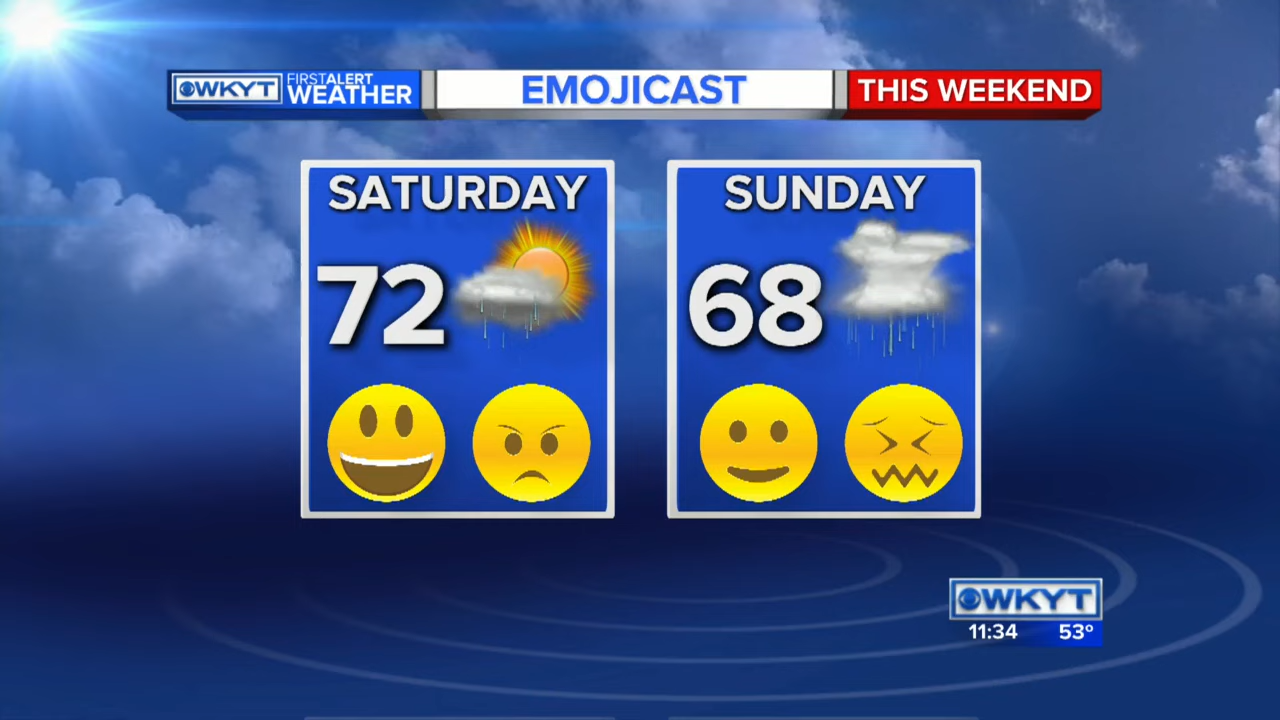 WKYT FIRST ALERT WEATHER
EMOJICAST
THIS WEEKEND
SATURDAY
72
SUNDAY
68
WKYT
11:34 53°